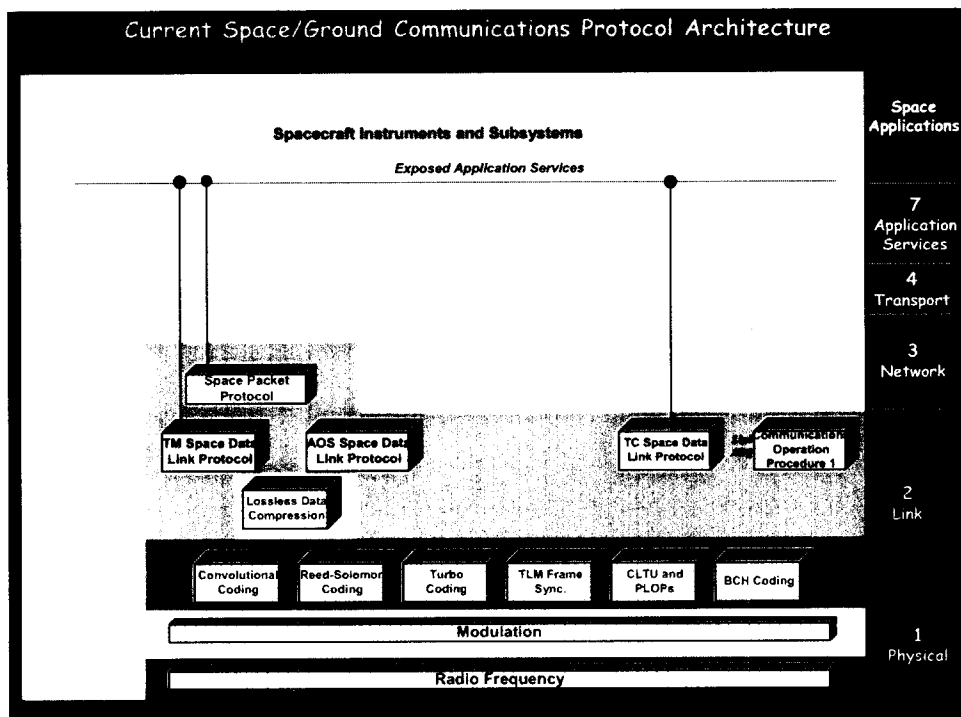 Current Space/Ground Communications Protocol Architecture
Space
Applications
Spacecraft Instruments and Subsystems
Exposed Application Services
7
Application
Services
4
Transport
3
Network
Space Packet
Protocol
TM Space Data
Link Protocol
AOS Space Data
Link Protocol
TC Space Data
Link Protocol
Communication
Operation
Procedure 1
Lossless Data
Compression
2
Link
Convolutional
Coding
Reed-Solomon
Coding
Turbo
Coding
TLM Frame
Sync.
CLTU and
PLOPs
BCH Coding
Modulation
1
Physical
Radio Frequency